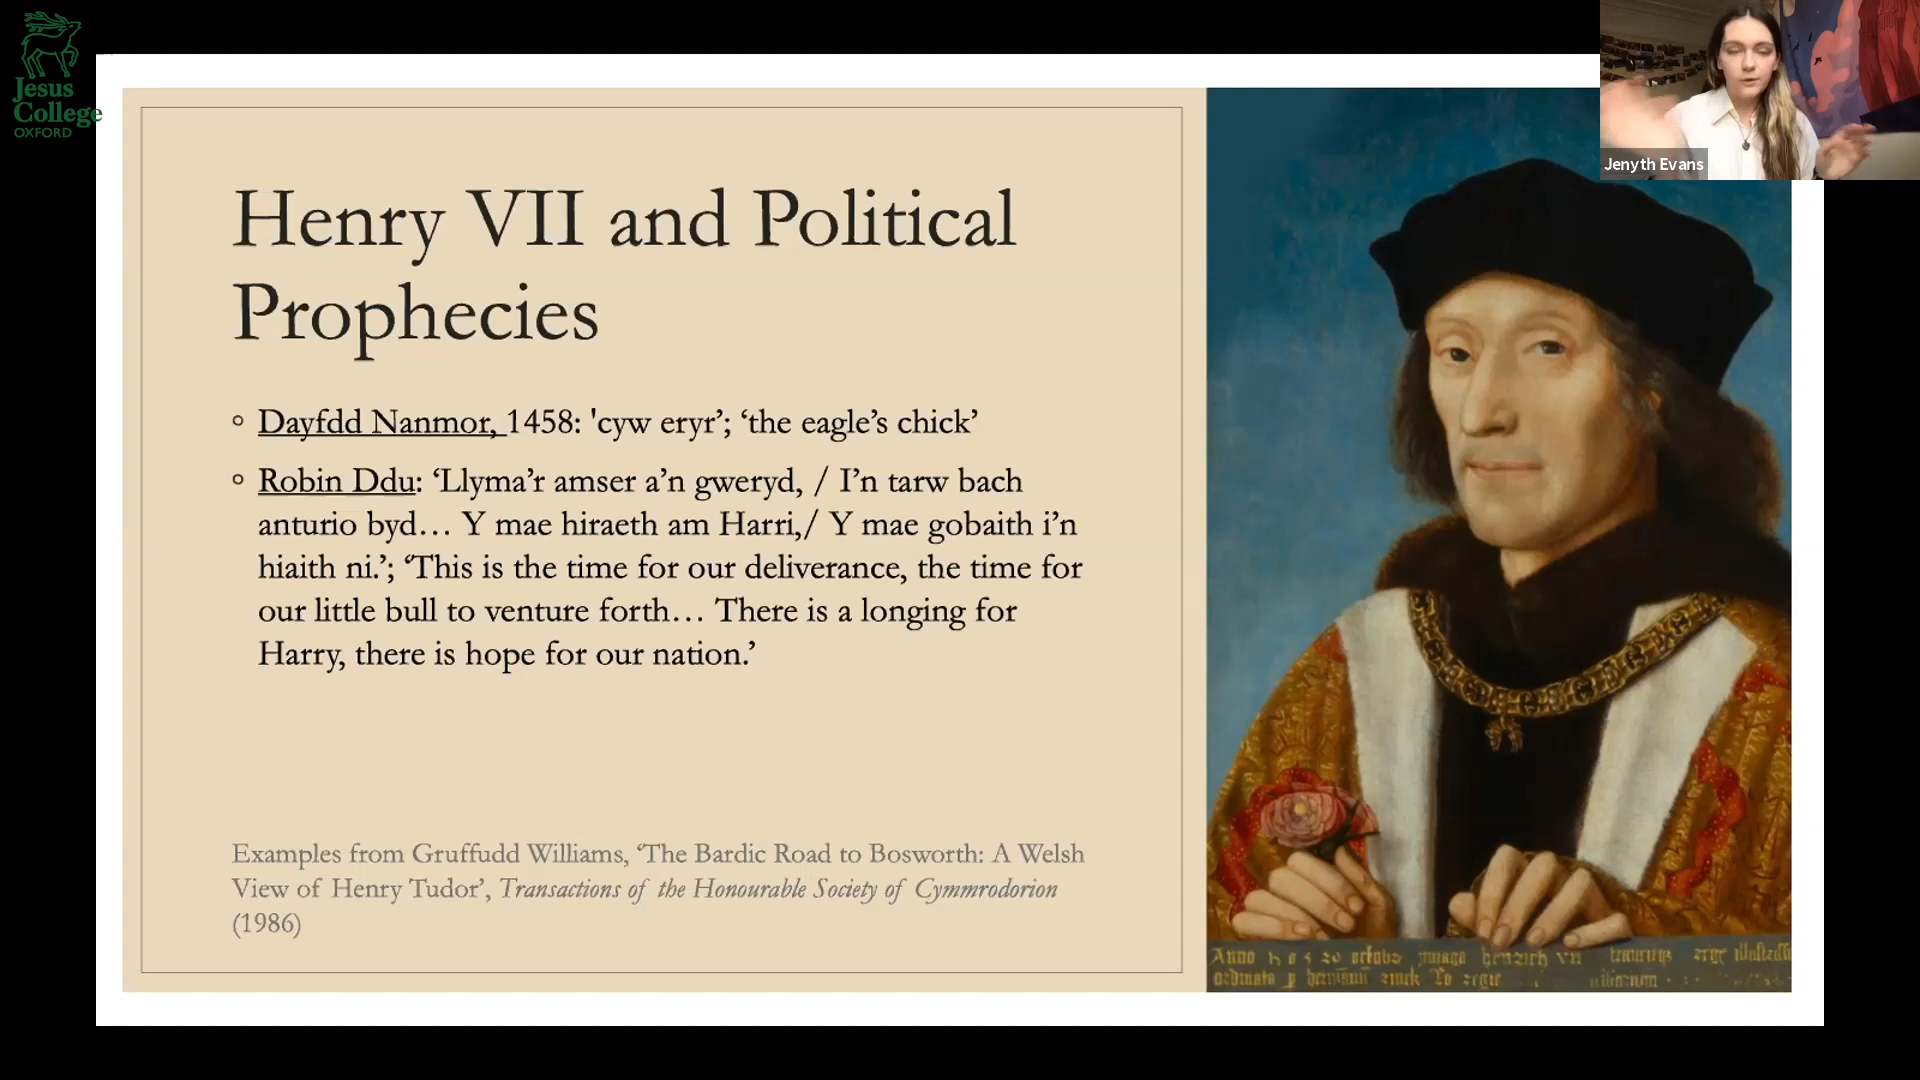 Jesus
College
OXFORD
Jenyth Evans
Henry VII and Political
Prophecies
Dayfdd Nanmor, 1458: 'cyw eryr’; ‘the eagle’s chick’
Robin Ddu: ‘Llyma’r amser a’n gweryd, / I’n tarw bach
anturio byd… Y mae hiraeth am Harri,/ Y mae gobaith i’n
hiaith ni.’; ‘This is the time for our deliverance, the time for
our little bull to venture forth… There is a longing for
Harry, there is hope for our nation.’
Examples from Gruffudd Williams, ‘The Bardic Road to Bosworth: A Welsh
View of Henry Tudor’, Transactions of the Honourable Society of Cymmrodorion
(1986)
Anno